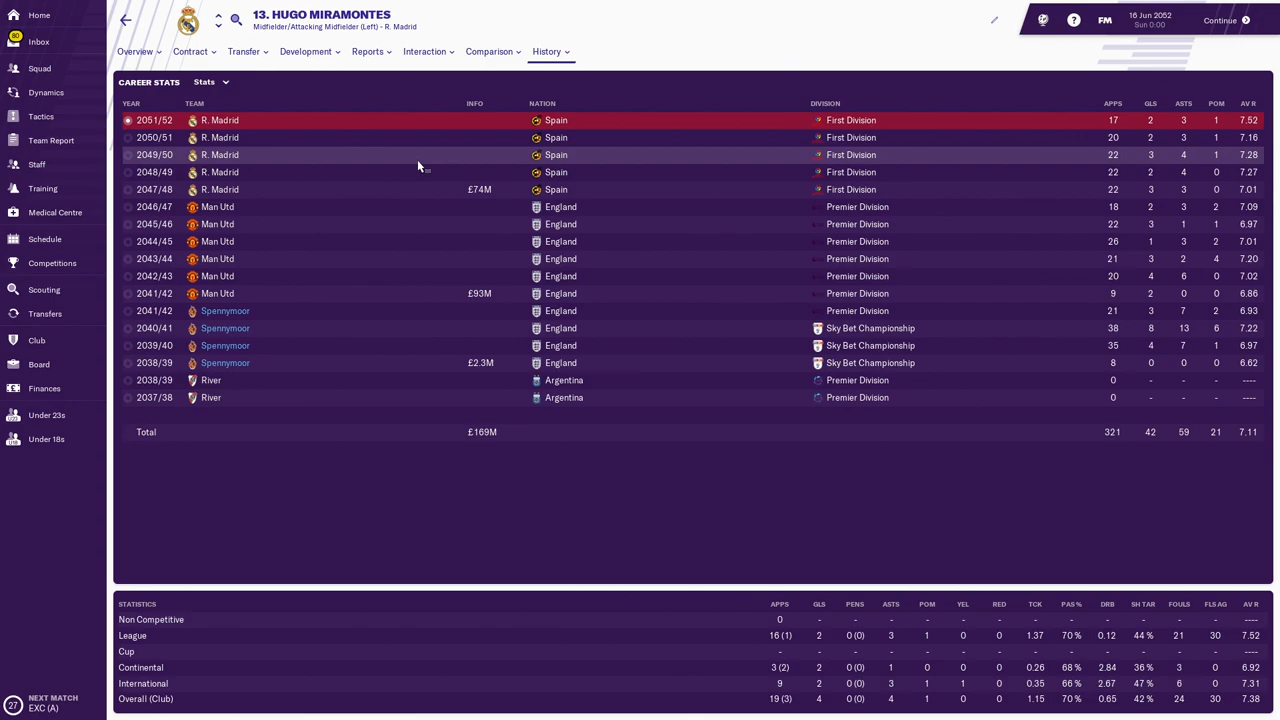 Home
80
Inbox
Squad
Dynamics
Tactics
Team Report
Staff
Training
Medical Centre
Schedule
Competitions
Scouting
Transfers
Club
Board
Finances
Under 23s
Under 18s
27
NEXT MATCH
EXC (A)
13. HUGO MIRAMONTES
Midfielder/Attacking Midfielder (Left) - R. Madrid
? FM 16 Jun 2052 Continue
Sun 0:00
Overview Contract Transfer Development Reports Interaction Comparison History
CAREER STATS Stats
YEAR TEAM INFO NATION DIVISION APPS GLS ASTS POM AV R
2051/52 R. Madrid Spain First Division 17 2 3 1 7.52
2050/51 R. Madrid Spain First Division 20 2 3 1 7.16
2049/50 R. Madrid Spain First Division 22 3 4 1 7.28
2048/49 R. Madrid Spain First Division 22 2 4 0 7.27
2047/48 R. Madrid £74M Spain First Division 22 3 3 0 7.01
2046/47 Man Utd England Premier Division 18 2 3 2 7.09
2045/46 Man Utd England Premier Division 22 3 1 1 6.97
2044/45 Man Utd England Premier Division 26 1 3 2 7.01
2043/44 Man Utd England Premier Division 21 3 2 4 7.20
2042/43 Man Utd England Premier Division 20 4 6 0 7.02
2041/42 Man Utd £93M England Premier Division 9 2 0 0 6.86
2041/42 Spennymoor England Premier Division 21 3 7 2 6.93
2040/41 Spennymoor England Sky Bet Championship 38 8 13 6 7.22
2039/40 Spennymoor England Sky Bet Championship 35 4 7 1 6.97
2038/39 Spennymoor £2.3M England Sky Bet Championship 8 0 0 0 6.62
2038/39 River Argentina Premier Division 0 - - - ----
2037/38 River Argentina Premier Division 0 - - - ----
Total £169M 321 42 59 21 7.11
STATISTICS APPS GLS PENS ASTS POM YEL RED TCK PAS % DRB SH TAR FOULS FLS AG AV R
Non Competitive 0 - - - - - - - - - - - - ----
League 16 (1) 2 0 (0) 3 1 0 0 1.37 70 % 0.12 44 % 21 30 7.52
Cup - - - - - - - - - - - - - ----
Continental 3 (2) 2 0 (0) 1 0 0 0 0.26 68 % 2.84 36 % 3 0 6.92
International 9 2 0 (0) 3 1 1 0 0.35 66 % 2.67 47 % 6 0 7.31
Overall (Club) 19 (3) 4 0 (0) 4 1 0 0 1.15 70 % 0.65 42 % 24 30 7.38